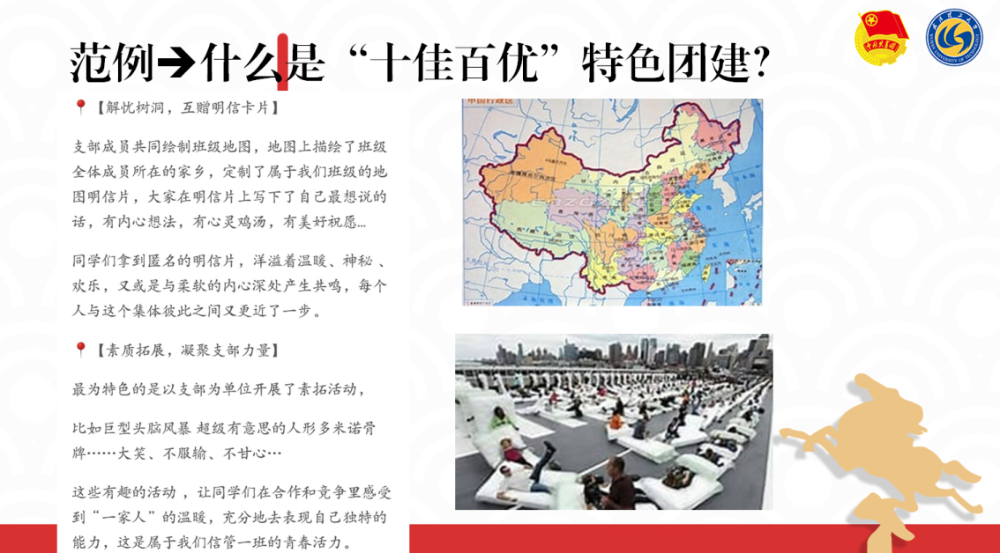 范例➔什么是“十佳百优”特色团建？
【解忧树洞，互赠明信卡片】
支部成员共同绘制班级地图，地图上描绘了班级
全体成员所在的家乡，定制了属于我们班级的地
图明信片，大家在明信片上写下了自己最想说的
话，有内心想法，有心灵鸡汤，有美好祝愿…
同学们拿到匿名的明信片，洋溢着温暖、神秘 、
欢乐，又或是与柔软的内心深处产生共鸣，每个
人与这个集体彼此之间又更近了一步。
【素质拓展，凝聚支部力量】
最为特色的是以支部为单位开展了素拓活动，
比如巨型头脑风暴 超级有意思的人形多米诺骨
牌……大笑、不服输、不甘心…
这些有趣的活动 ，让同学们在合作和竞争里感受
到“一家人”的温暖，充分地去表现自己独特的
能力，这是属于我们信管一班的青春活力。
中国共青团